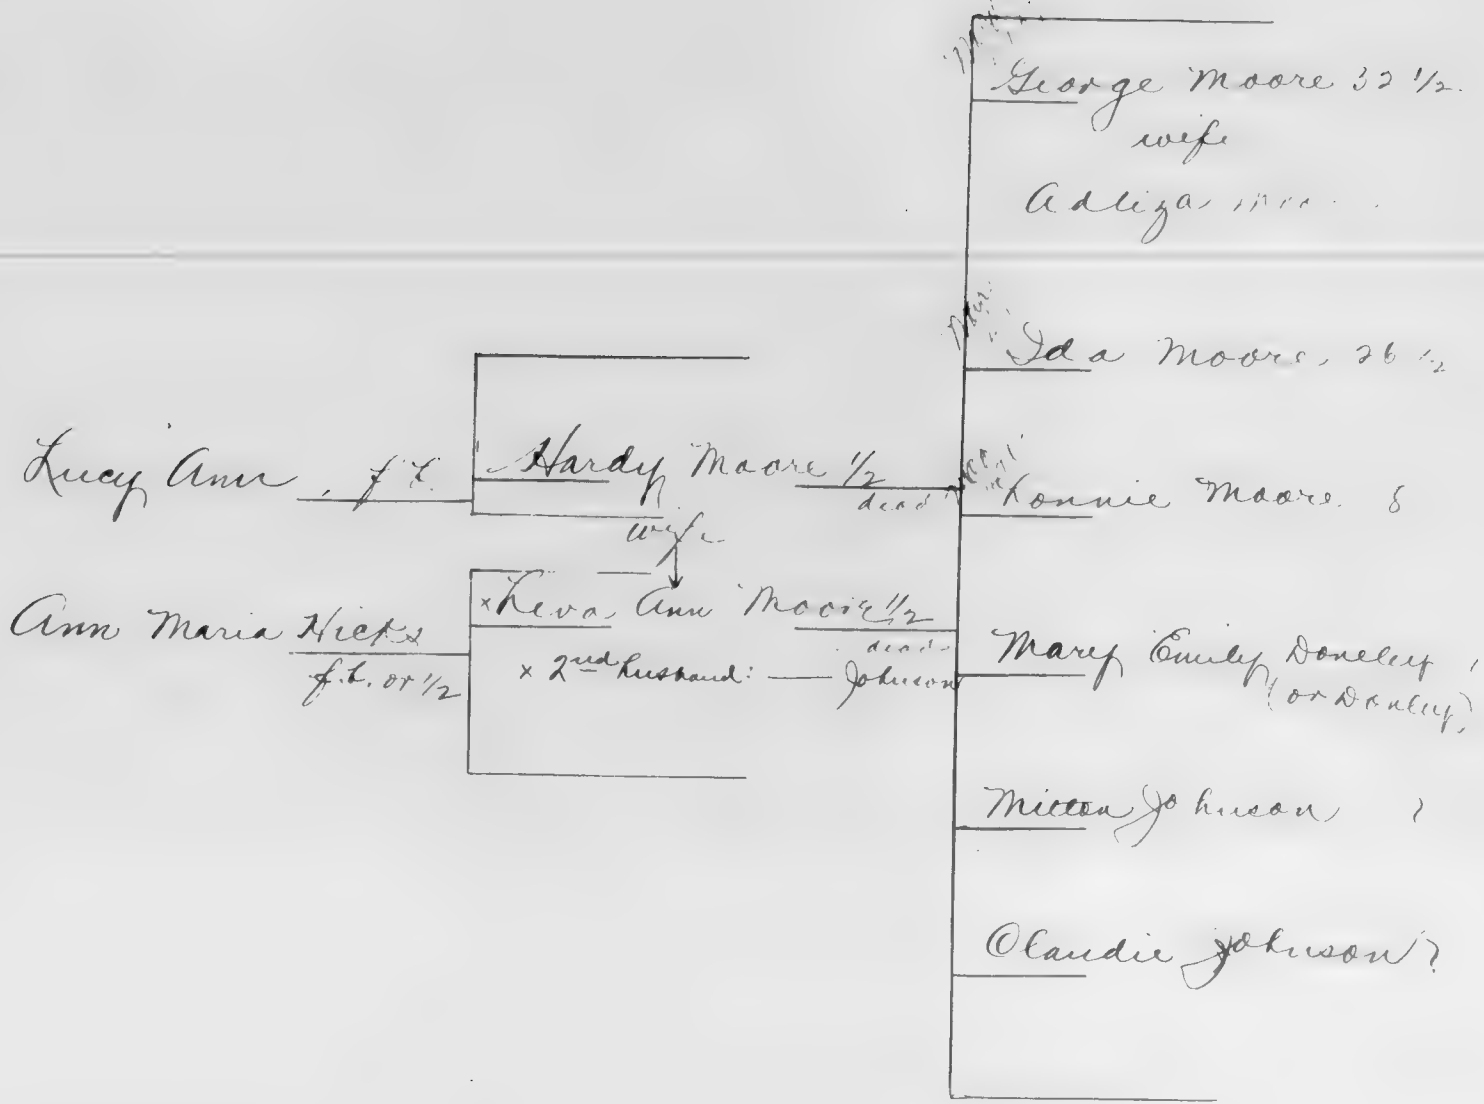 George Moore 32 1/2.
wife
Adliza
Ida Moore, 26 1/2
Lucy Ann, f.b.
Hardy Moore 1/2
dead
Lonnie Moore. 8
wife
Ann Maria Hicks
f.b. or 1/2
x Leva Ann Moore 1/2
dead
x 2nd husband: — Johnson
Mary Emily Doneley
(or Donley)
Milton Johnson ?
Claudie Johnson ?